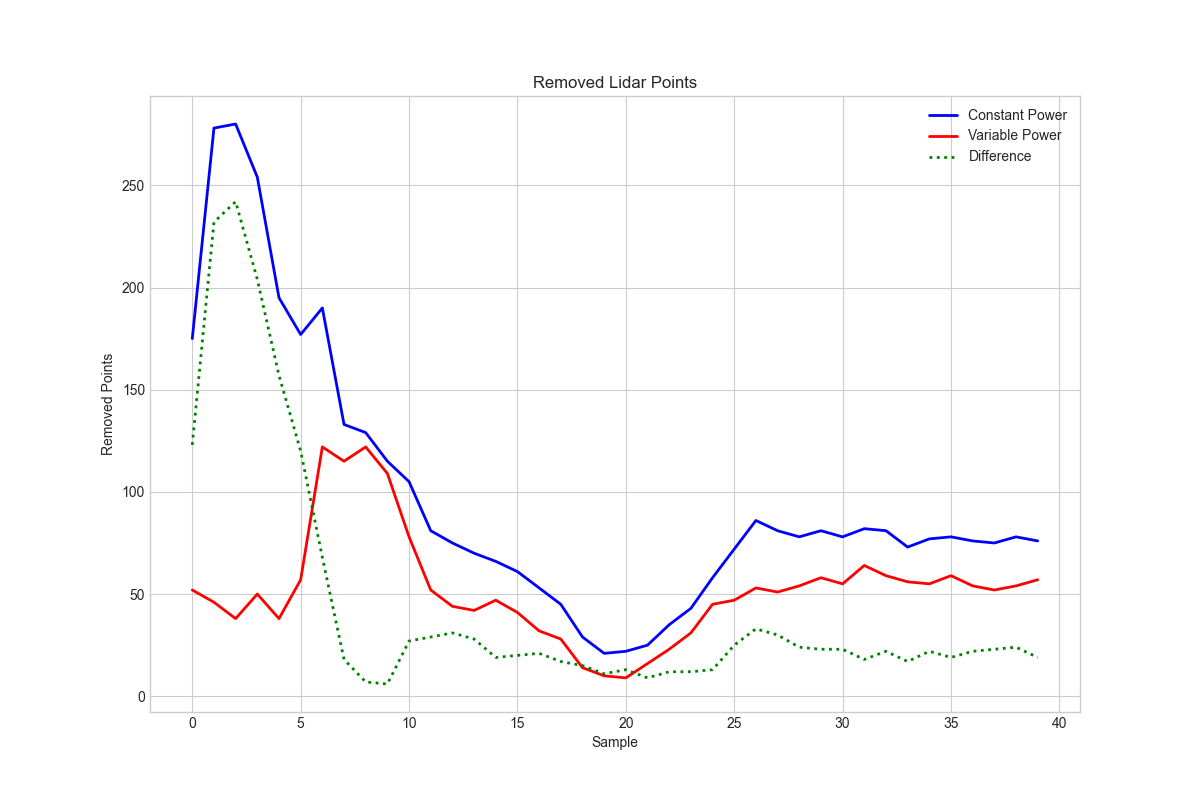 Removed Lidar Points
Constant Power
Variable Power
Difference
Removed Points
250
200
150
100
50
0
0 5 10 15 20 25 30 35 40
Sample